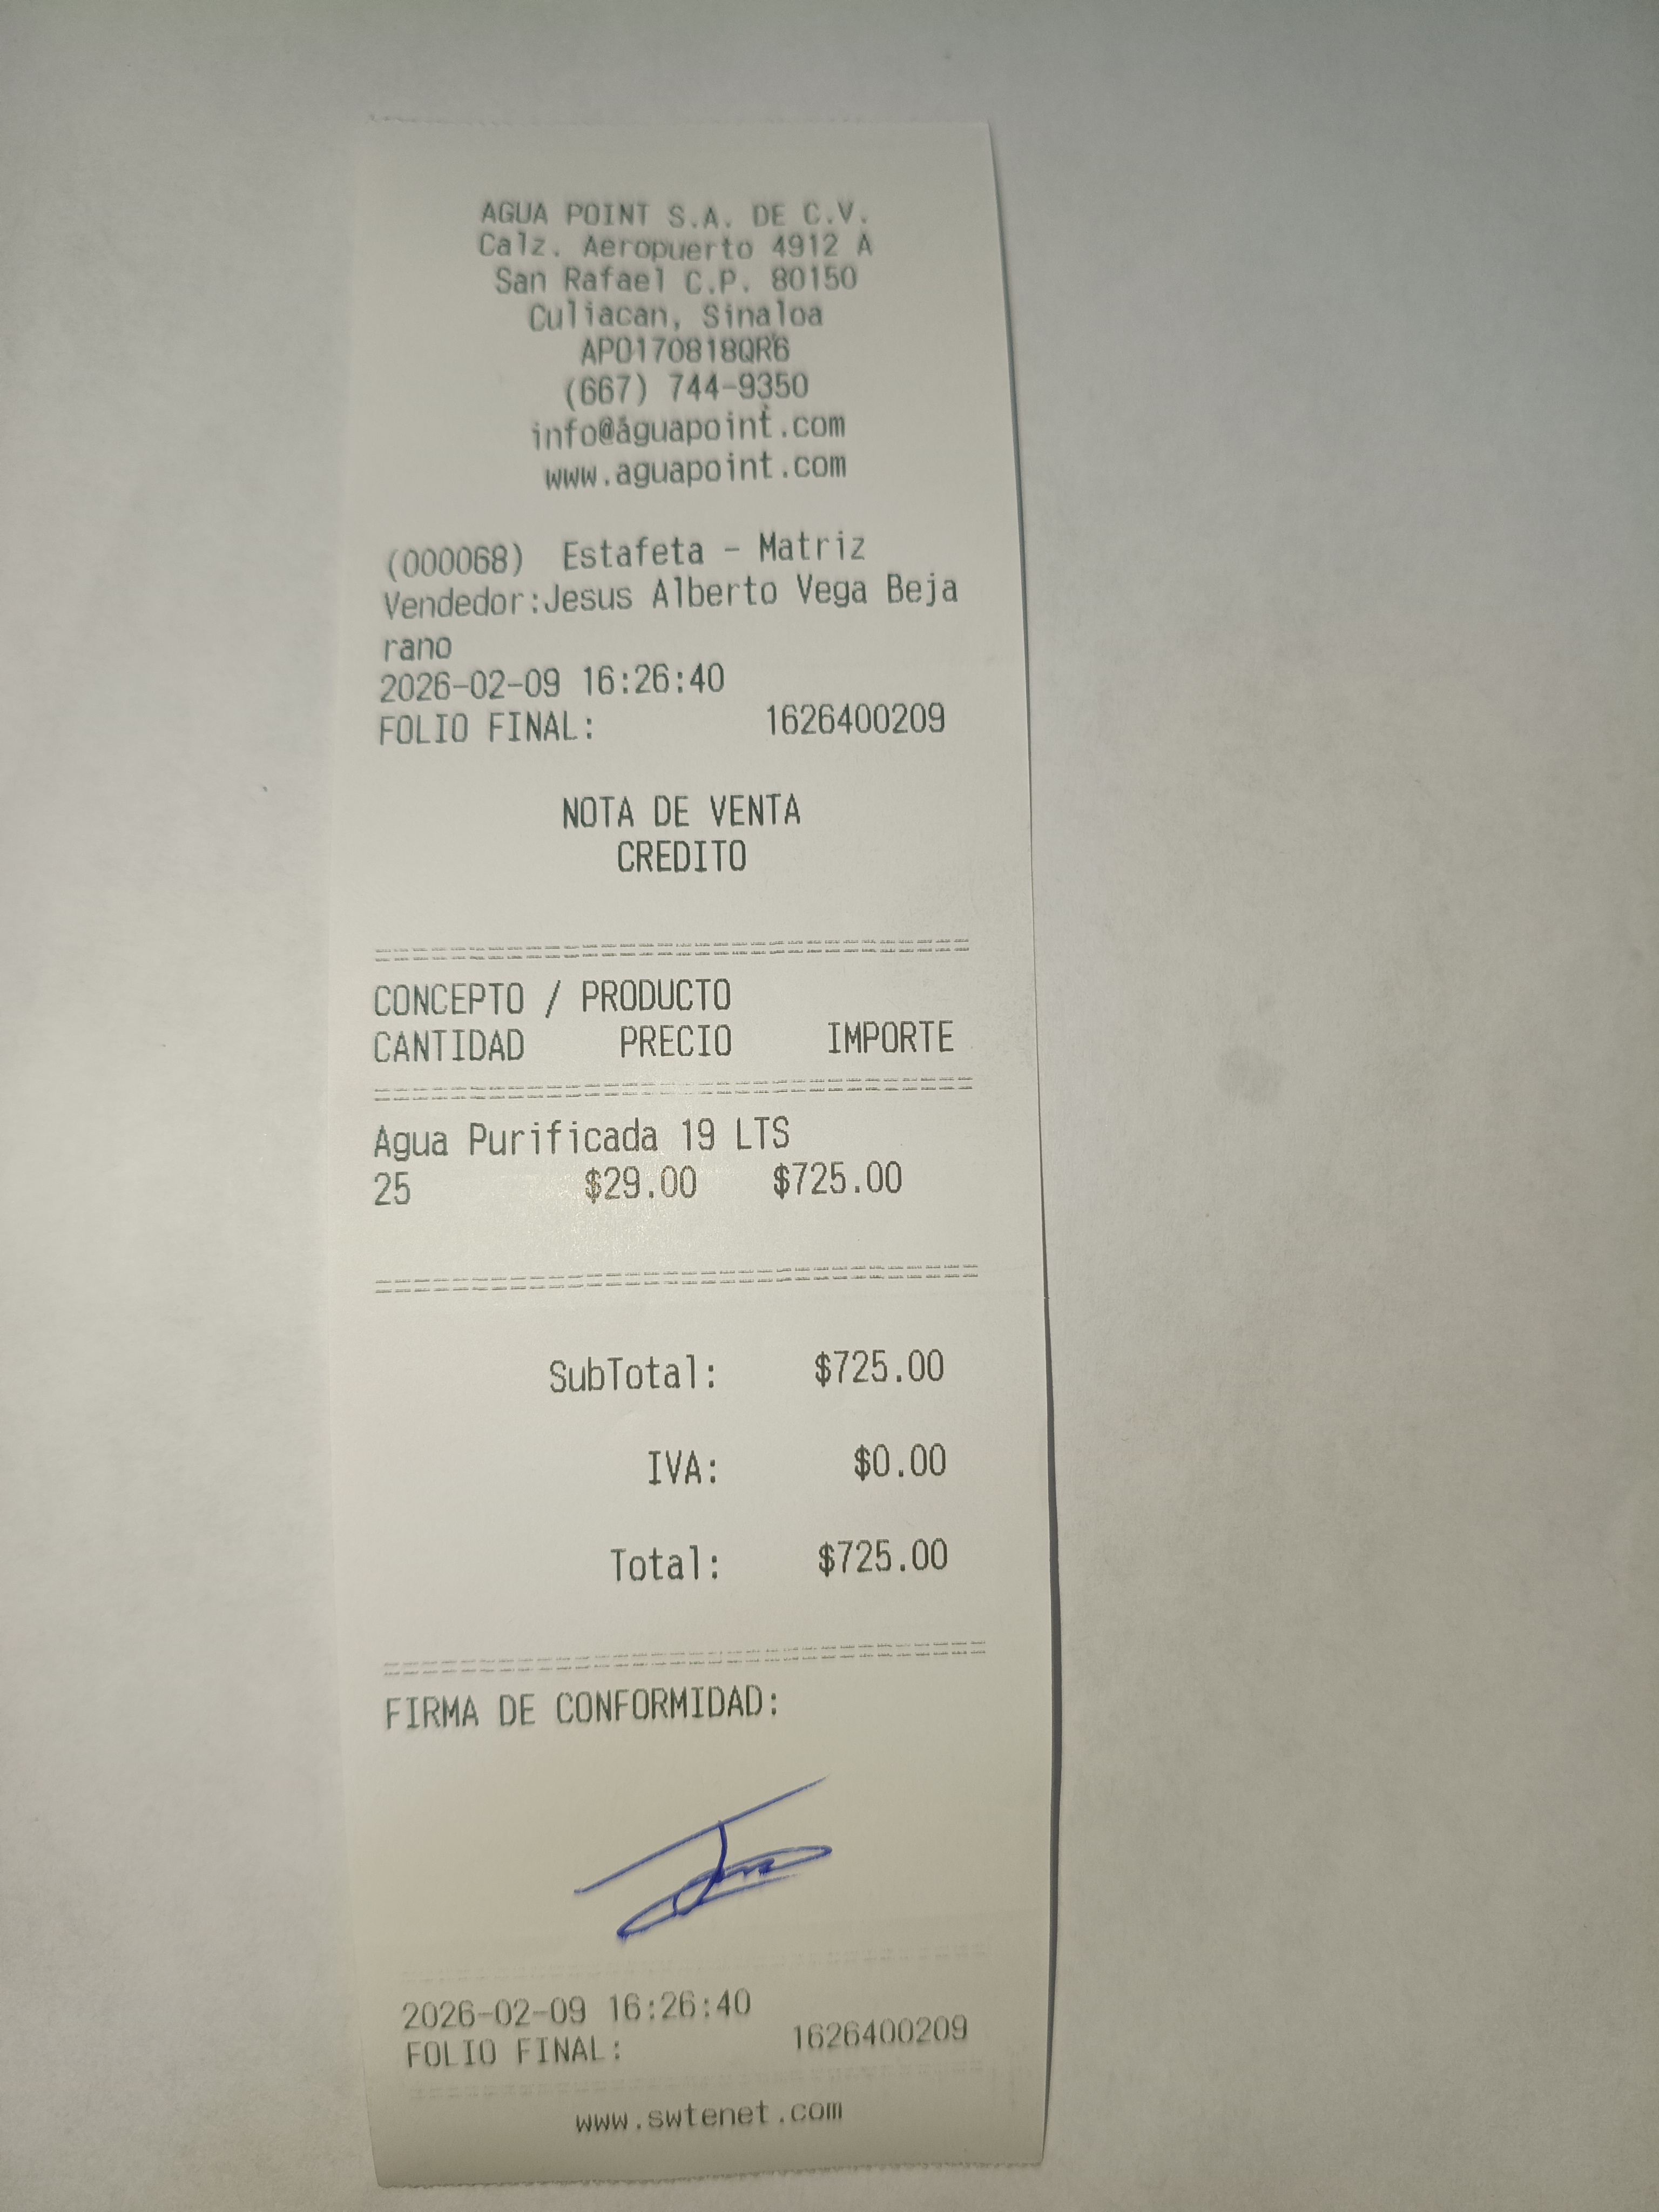 AGUA POINT S.A. DE C.V.
Calz. Aeropuerto 4912 A
San Rafael C.P. 80150
Culiacan, Sinaloa
APO170818QR6
(667) 744-9350
info@aguapoint.com
www.aguapoint.com
(000068) Estafeta - Matriz
Vendedor:Jesus Alberto Vega Beja
rano
2026-02-09 16:26:40
FOLIO FINAL: 1626400209
NOTA DE VENTA
CREDITO
CONCEPTO / PRODUCTO
CANTIDAD PRECIO IMPORTE
Agua Purificada 19 LTS
25 $29.00 $725.00
SubTotal: $725.00
IVA: $0.00
Total: $725.00
FIRMA DE CONFORMIDAD:
2026-02-09 16:26:40
FOLIO FINAL: 1626400209
www.swtenet.com